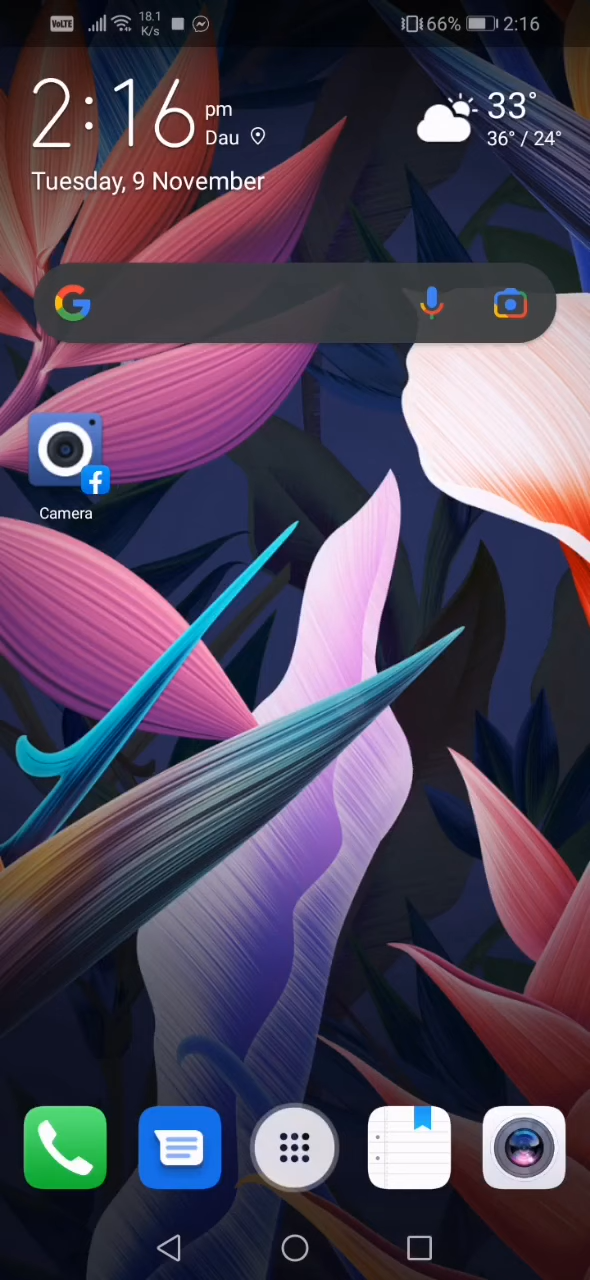 VoLTE 18.1 K/s 66% 2:16
2:16 pm
Dau
Tuesday, 9 November
33°
36° / 24°
Camera